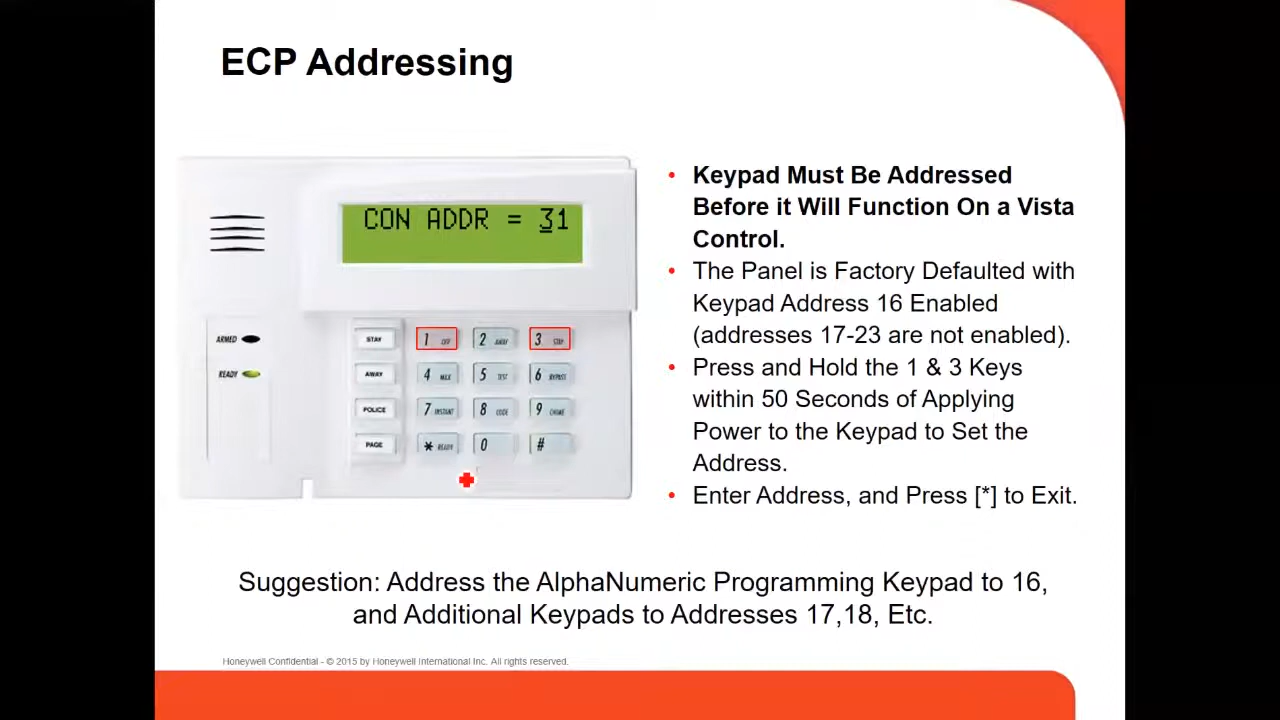 ECP Addressing
CON ADDR = 31
ARMED
READY
STAY
1 OFF
2 AWAY
3 STAY
AWAY
4 MAX
5 TEST
6 BYPASS
POLICE
7 INSTANT
8 CODE
9 CHIME
PAGE
* READY
0
#
• Keypad Must Be Addressed
Before it Will Function On a Vista
Control.
• The Panel is Factory Defaulted with
Keypad Address 16 Enabled
(addresses 17-23 are not enabled).
• Press and Hold the 1 & 3 Keys
within 50 Seconds of Applying
Power to the Keypad to Set the
Address.
• Enter Address, and Press [*] to Exit.
Suggestion: Address the AlphaNumeric Programming Keypad to 16,
and Additional Keypads to Addresses 17,18, Etc.
Honeywell Confidential - © 2015 by Honeywell International Inc. All rights reserved.